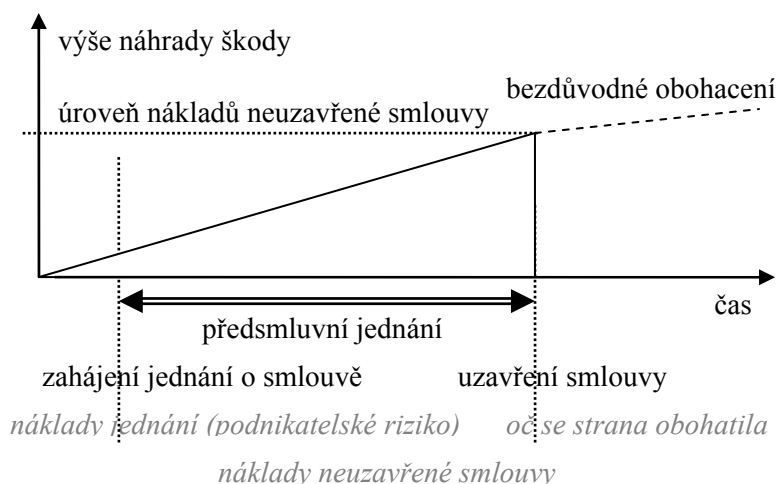 výše náhrady škody
bezdůvodné obohacení
úroveň nákladů neuzavřené smlouvy
čas
předsmluvní jednání
zahájení jednání o smlouvě
uzavření smlouvy
náklady jednání (podnikatelské riziko)
oč se strana obohatila
náklady neuzavřené smlouvy